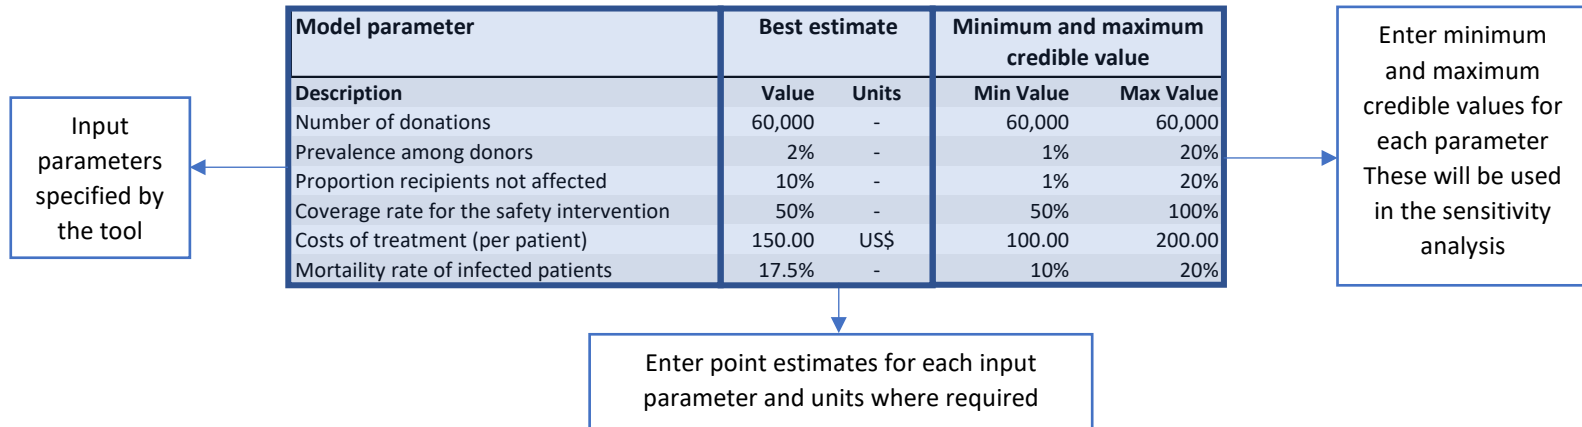 Model parameter Best estimate Minimum and maximum
credible value
Description Value Units Min Value Max Value
Number of donations 60,000 - 60,000 60,000
Prevalence among donors 2% - 1% 20%
Proportion recipients not affected 10% - 1% 20%
Coverage rate for the safety intervention 50% - 50% 100%
Costs of treatment (per patient) 150.00 US$ 100.00 200.00
Mortaility rate of infected patients 17.5% - 10% 20%
Input
parameters
specified by
the tool
Enter minimum
and maximum
credible values for
each parameter
These will be used
in the sensitivity
analysis
Enter point estimates for each input
parameter and units where required